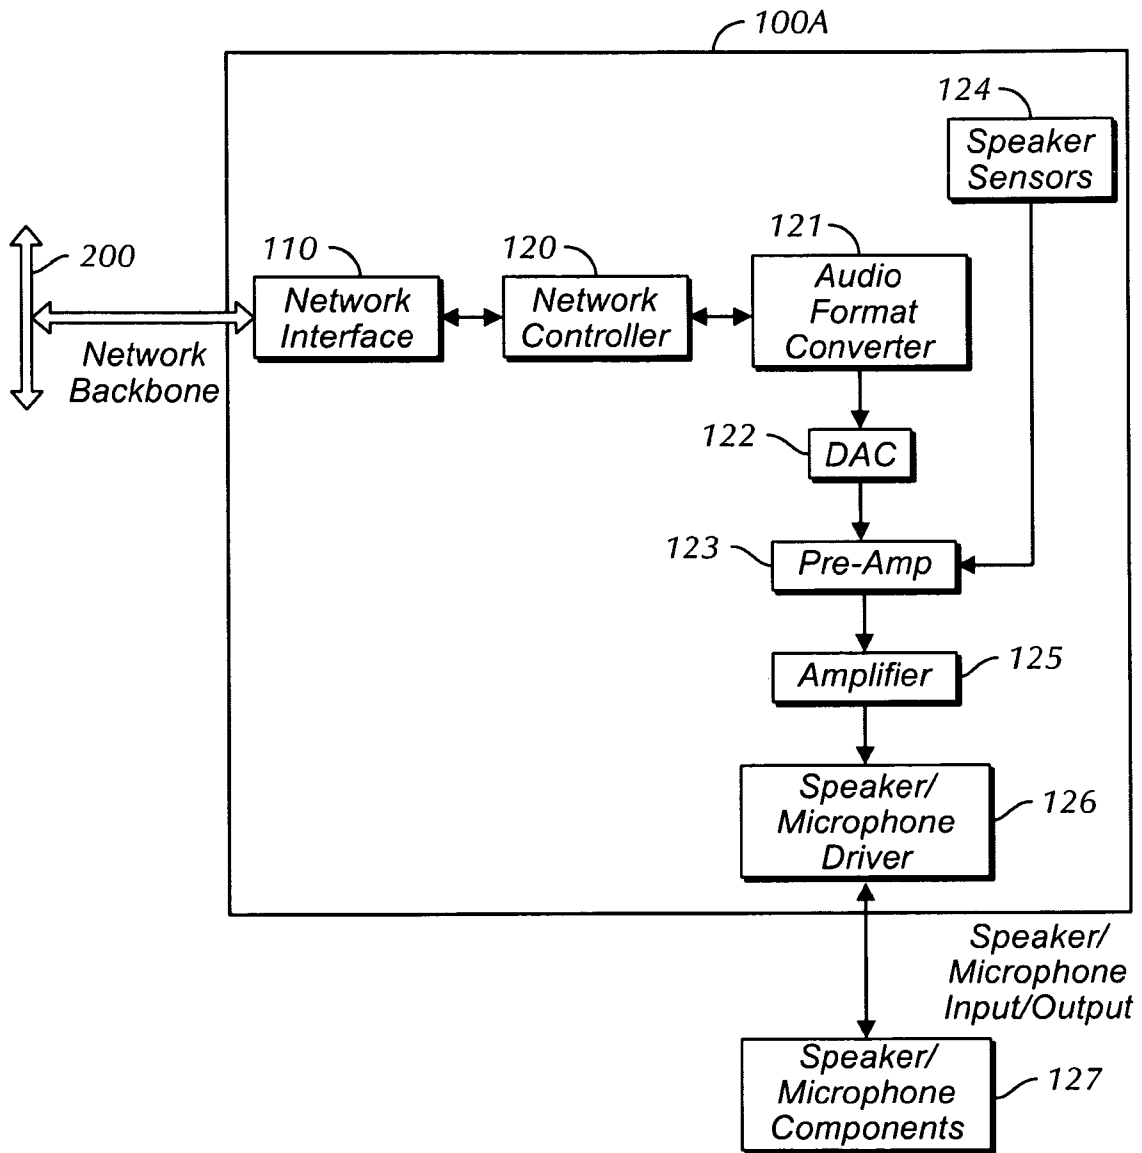 100A
124
Speaker
Sensors
200
110
120
121
Network
Interface
Network
Controller
Audio
Format
Converter
Network
Backbone
122
DAC
123
Pre-Amp
Amplifier
125
Speaker/
Microphone
Driver
126
Speaker/
Microphone
Input/Output
Speaker/
Microphone
Components
127